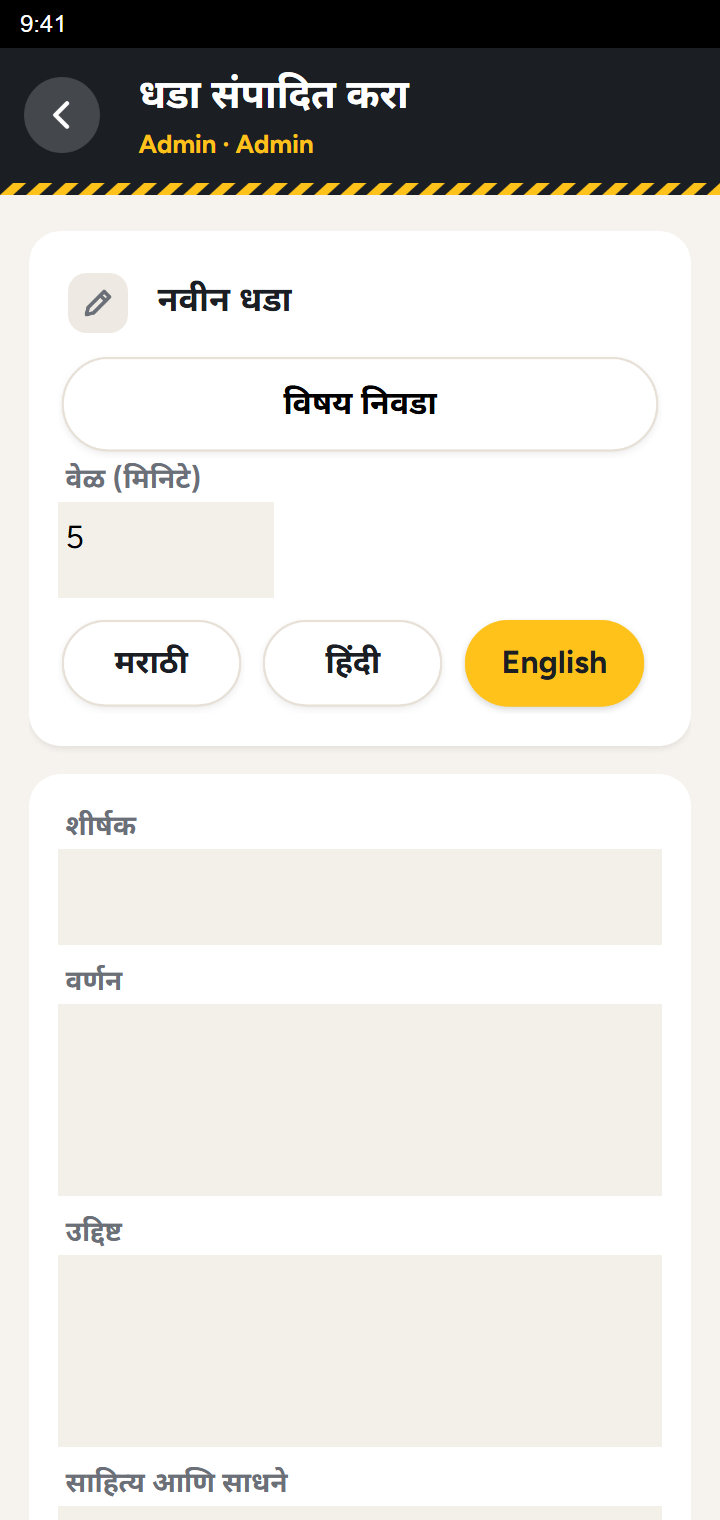 9:41
धडा संपादित करा
Admin · Admin
नवीन धडा
विषय निवडा
वेळ (मिनिटे)
5
मराठी हिंदी English
शीर्षक
वर्णन
उद्दिष्ट
साहित्य आणि साधने